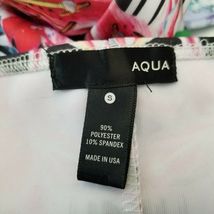 AQUA
S
90%
POLYESTER
10% SPANDEX
MADE IN USA